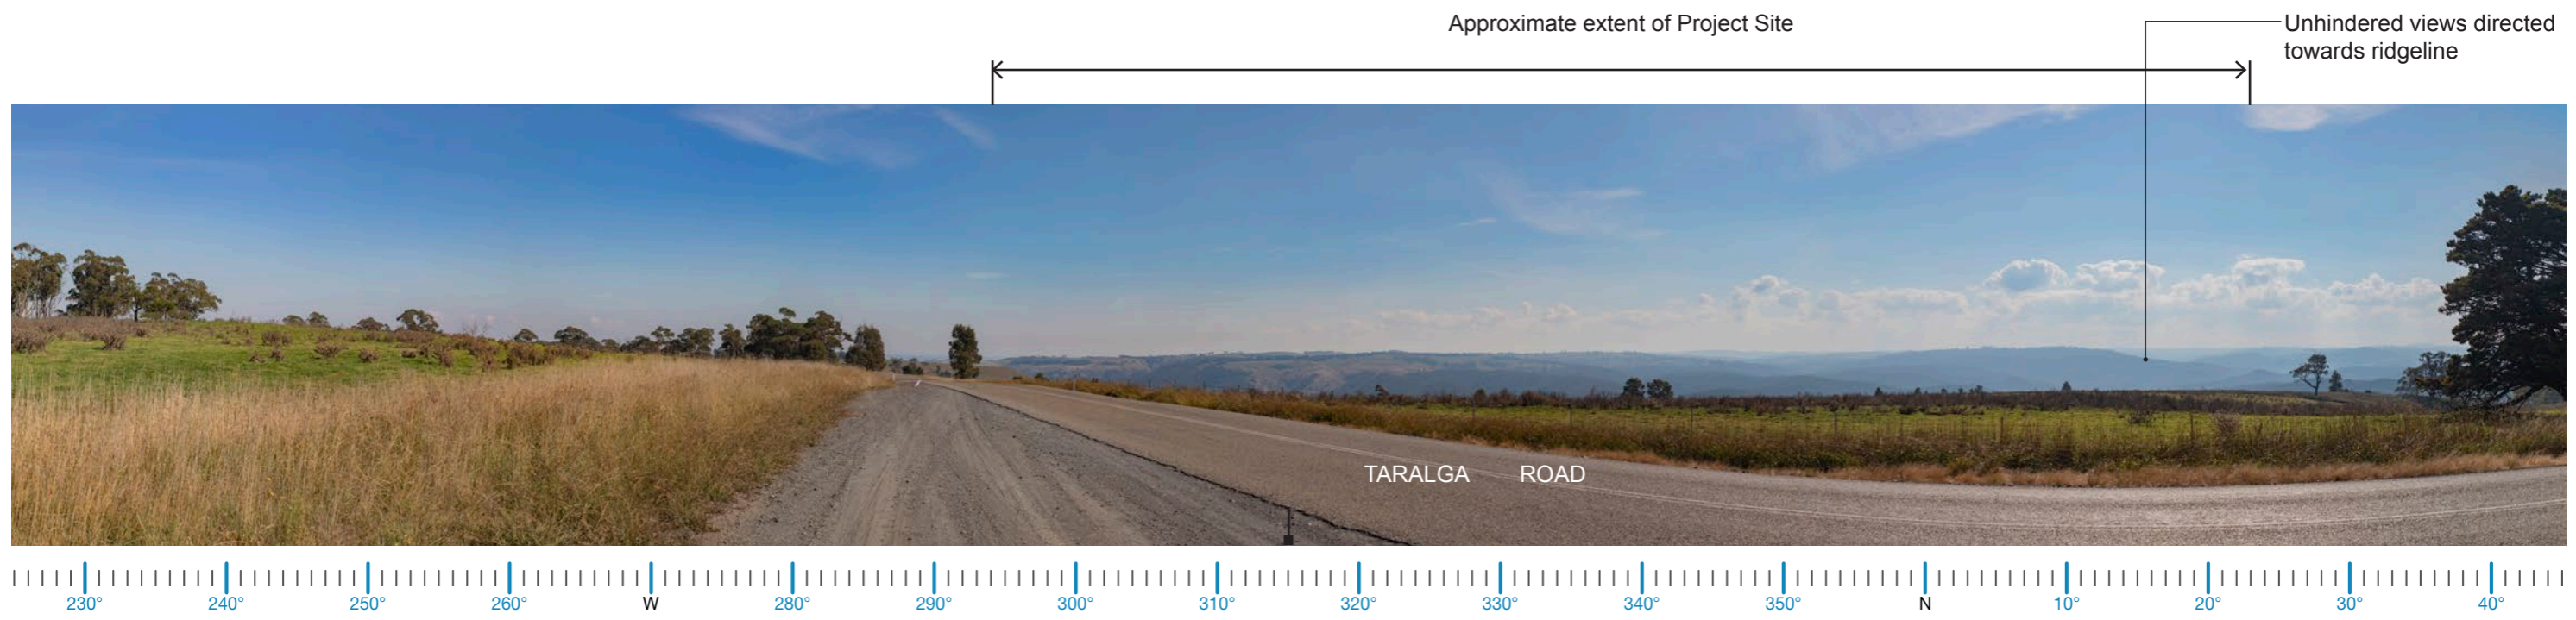 Approximate extent of Project Site
Unhindered views directed
towards ridgeline
TARALGA ROAD
230° 240° 250° 260° W 280° 290° 300° 310° 320° 330° 340° 350° N 10° 20° 30° 40°